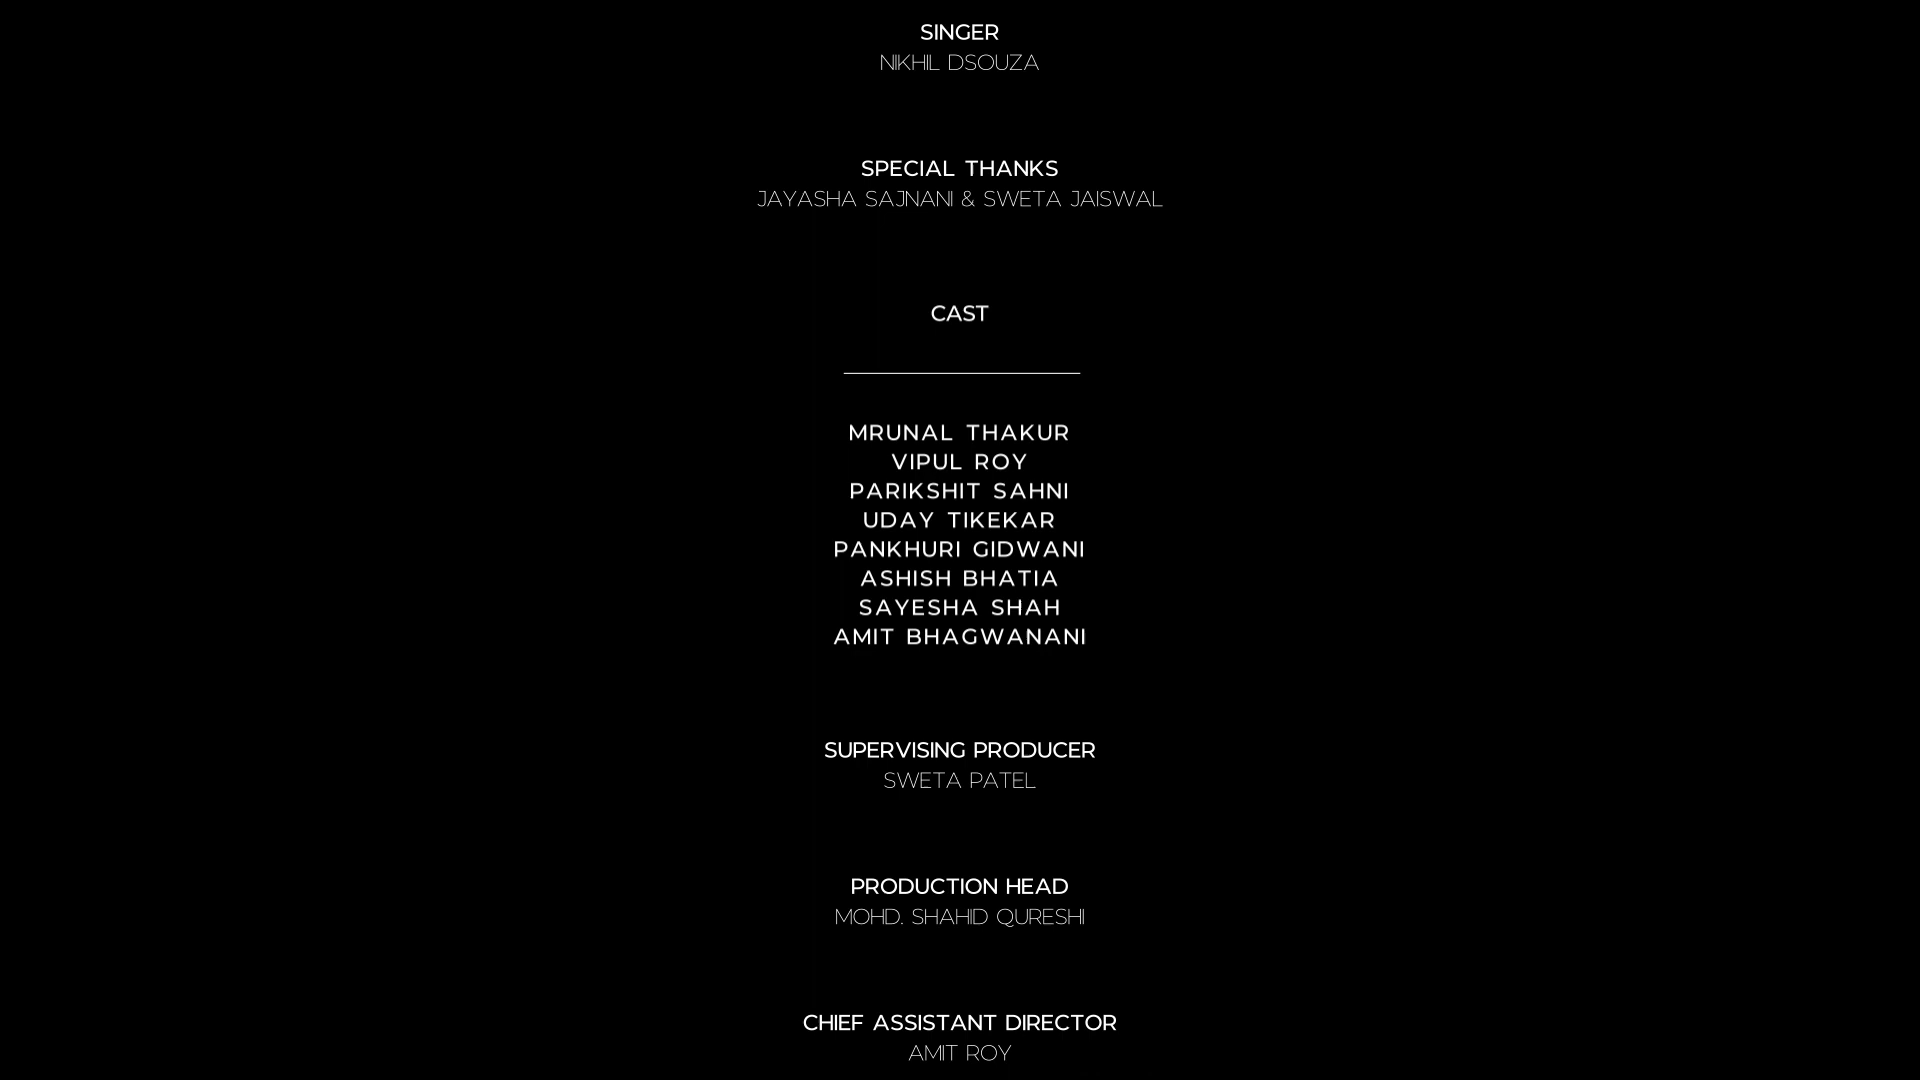 SINGER
NIKHIL DSOUZA
SPECIAL THANKS
JAYASHA SAJNANI & SWETA JAISWAL
CAST
MRUNAL THAKUR
VIPUL ROY
PARIKSHIT SAHNI
UDAY TIKEKAR
PANKHURI GIDWANI
ASHISH BHATIA
SAYESHA SHAH
AMIT BHAGWANANI
SUPERVISING PRODUCER
SWETA PATEL
PRODUCTION HEAD
MOHD. SHAHID QURESHI
CHIEF ASSISTANT DIRECTOR
AMIT ROY